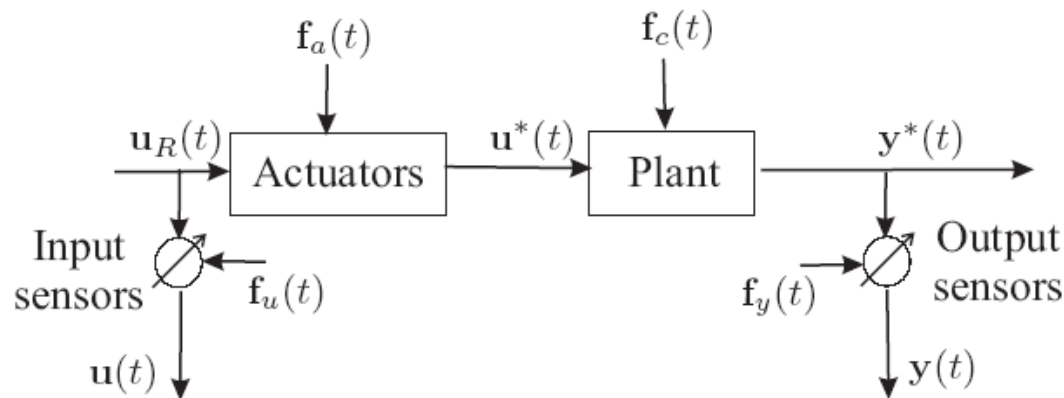 f_a(t)
f_c(t)
u_R(t)
Actuators
u*(t)
Plant
y*(t)
Input
sensors
f_u(t)
f_y(t)
Output
sensors
u(t)
y(t)